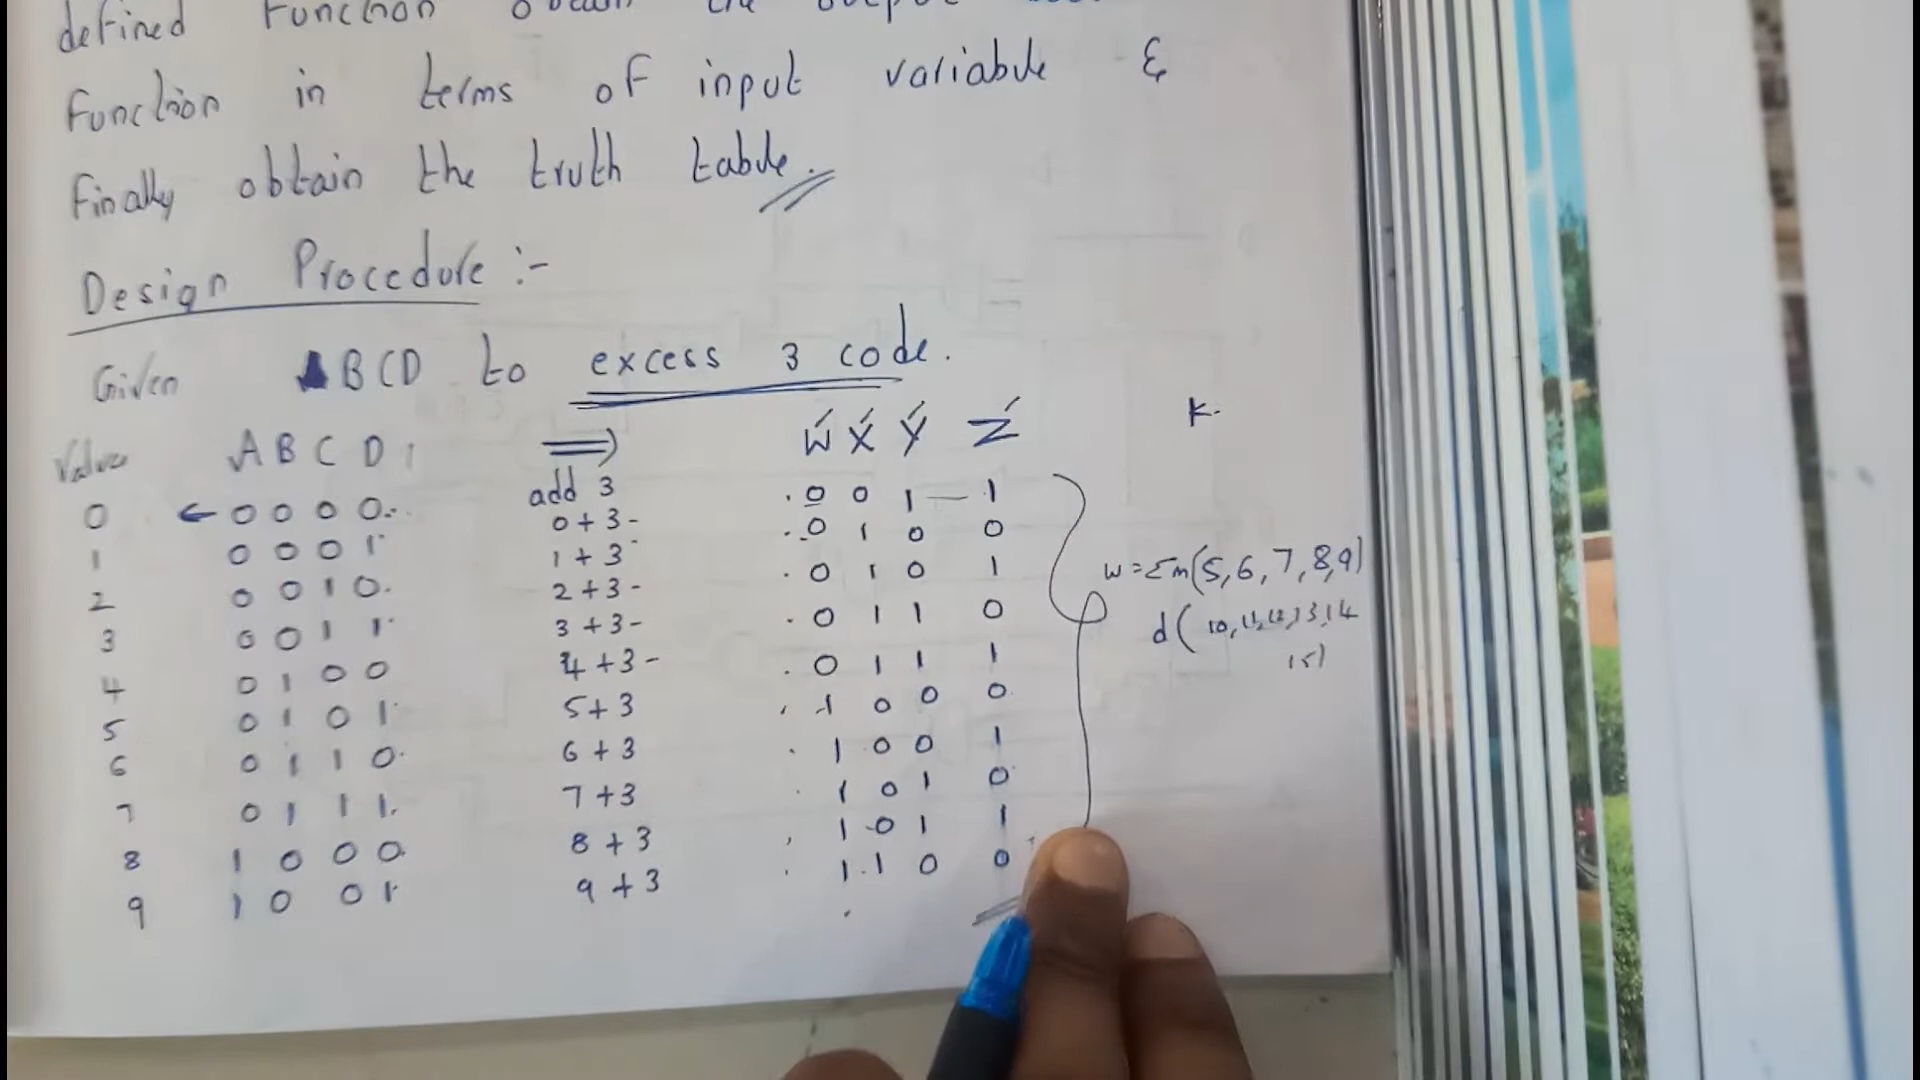 defined function obtain the output
function in terms of input variable &
finally obtain the truth table.
Design Procedure :-
Given ABCD to excess 3 code.
K.
Value A B C D ⇒ W X Y Z
add 3
0 ← 0 0 0 0 0+3- 0 0 1 — 1
1 0 0 0 1 1+3 0 1 0 0
2 0 0 1 0 2+3- 0 1 0 1
3 0 0 1 1 3+3- 0 1 1 0
4 0 1 0 0 4+3- 0 1 1 1
5 0 1 0 1 5+3 1 0 0 0
6 0 1 1 0 6+3 1 0 0 1
7 0 1 1 1 7+3 1 0 1 0
8 1 0 0 0 8+3 1 0 1 1
9 1 0 0 1 9+3 1 1 0 0
w=Σm(5,6,7,8,9)
d(10,11,12,13,14
15)